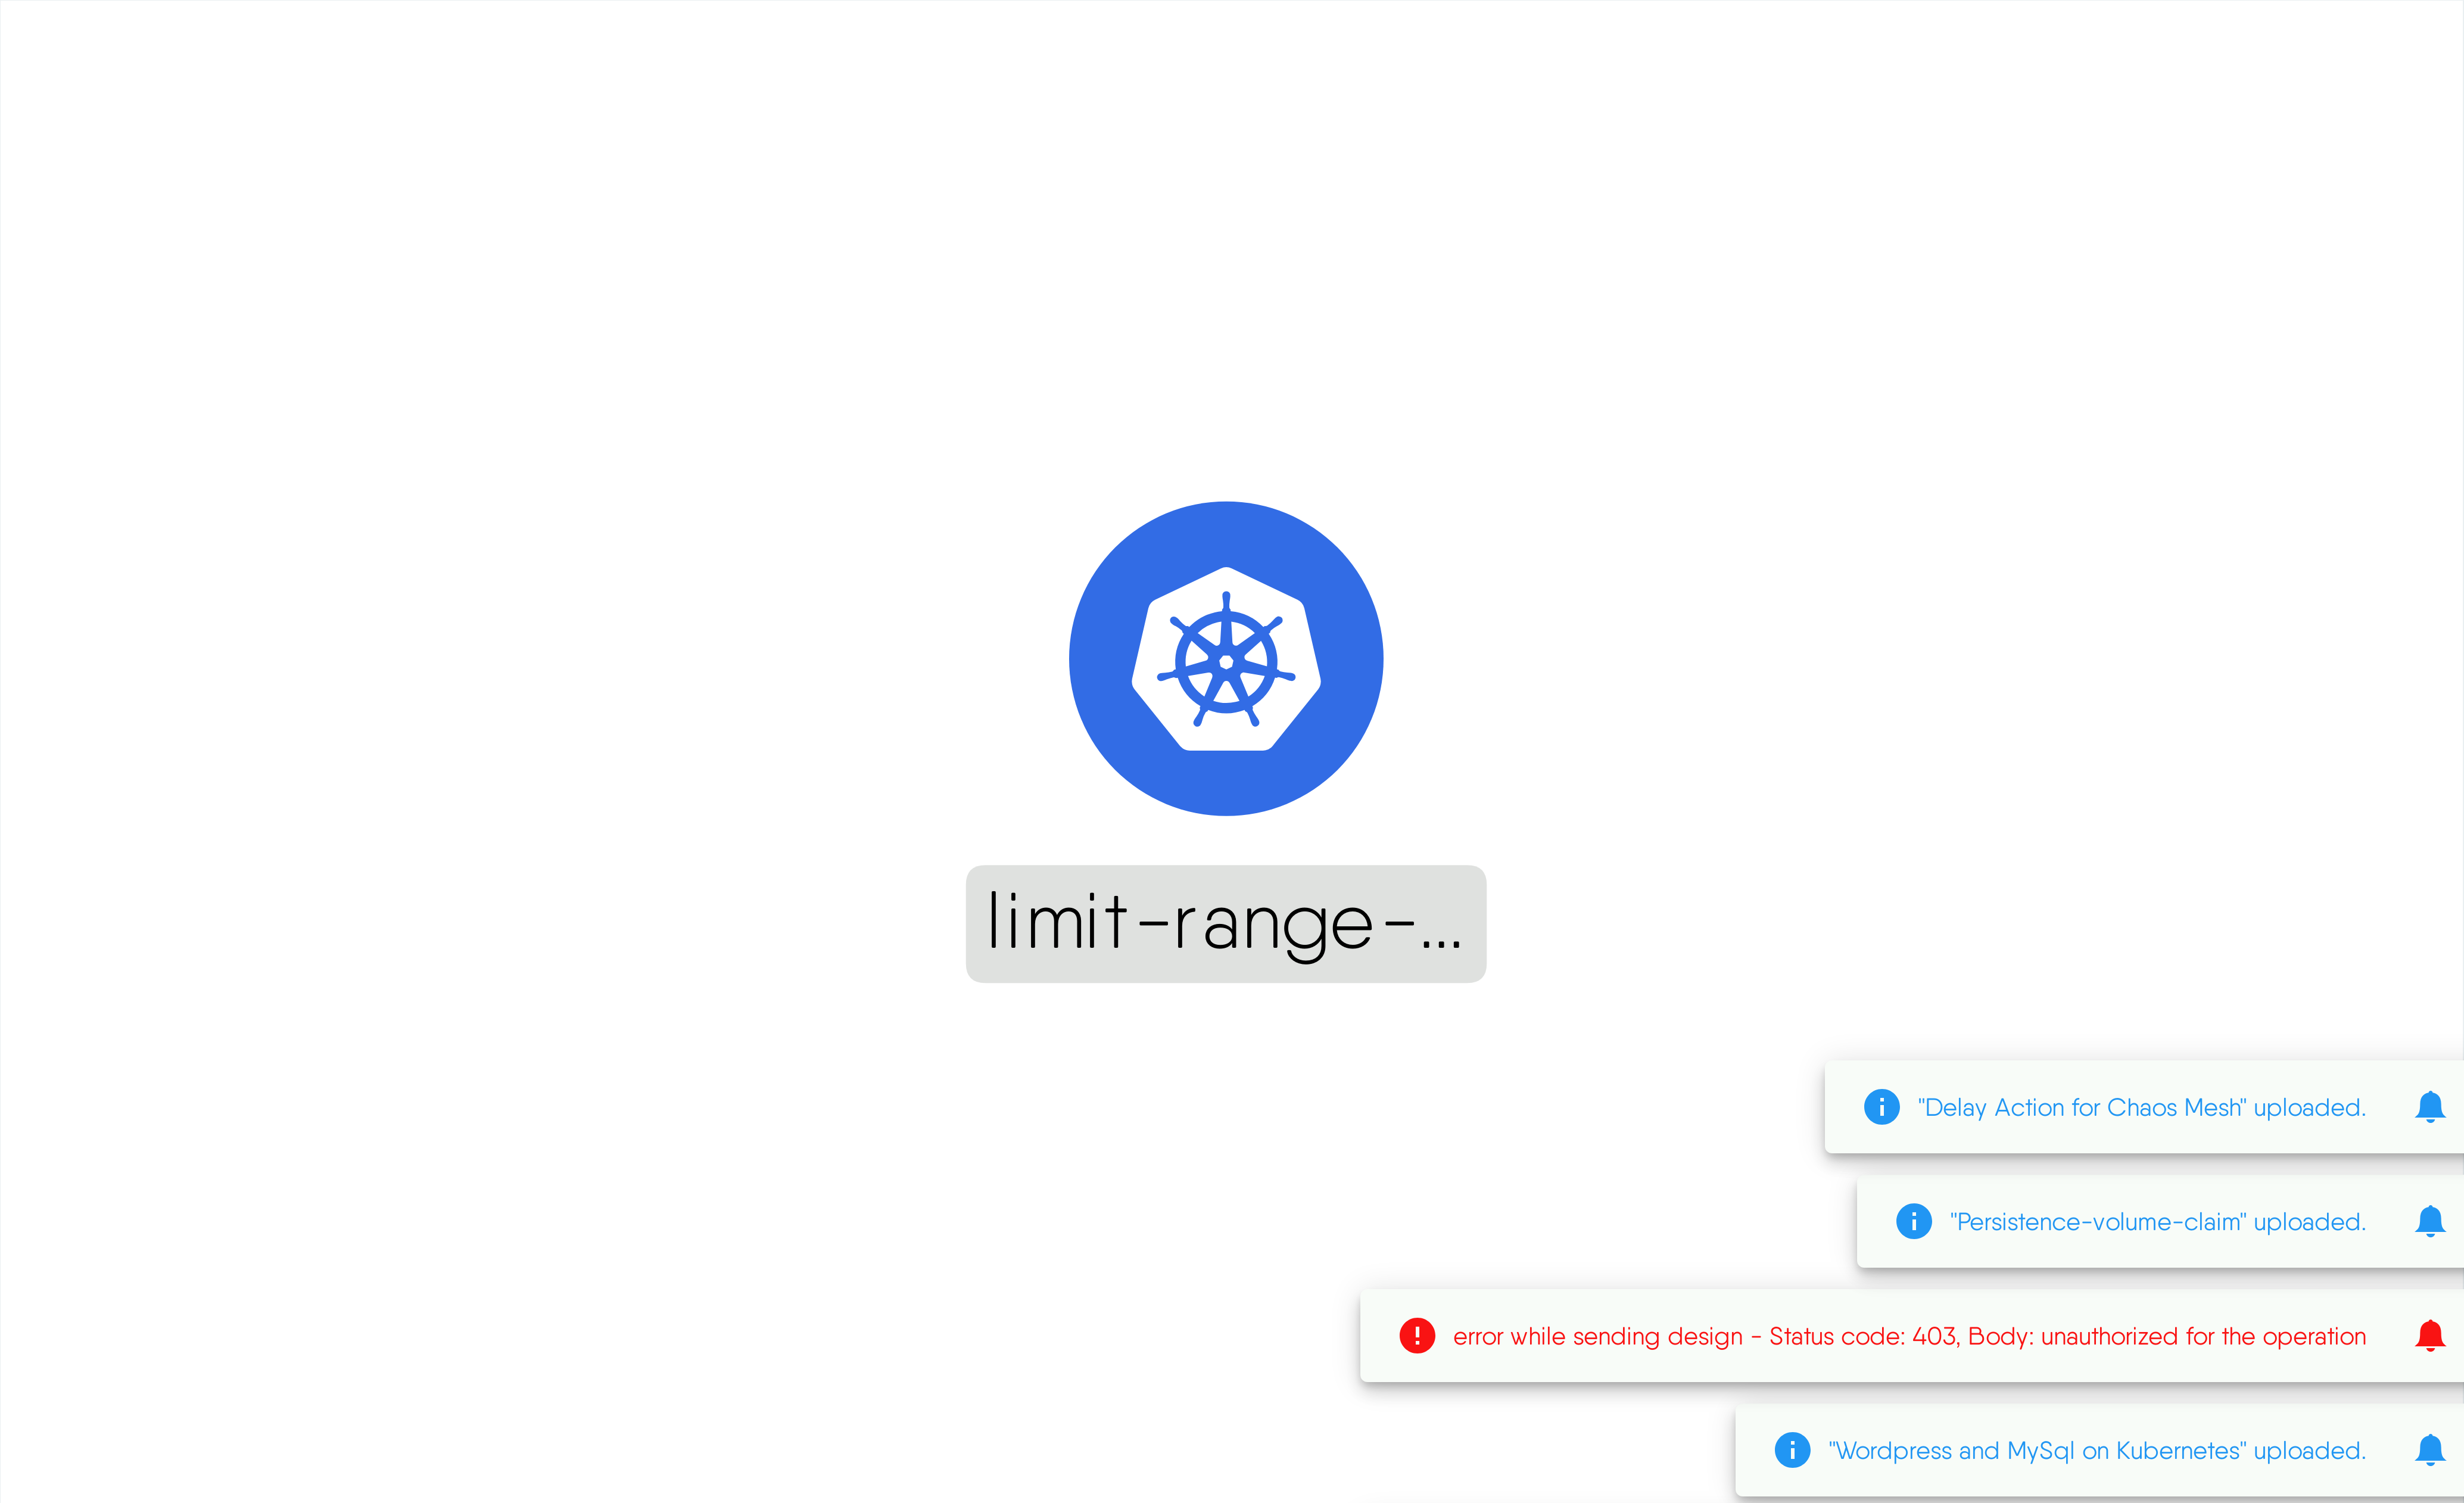 limit-range-...
"Delay Action for Chaos Mesh" uploaded.
"Persistence-volume-claim" uploaded.
error while sending design - Status code: 403, Body: unauthorized for the operation
"Wordpress and MySql on Kubernetes" uploaded.